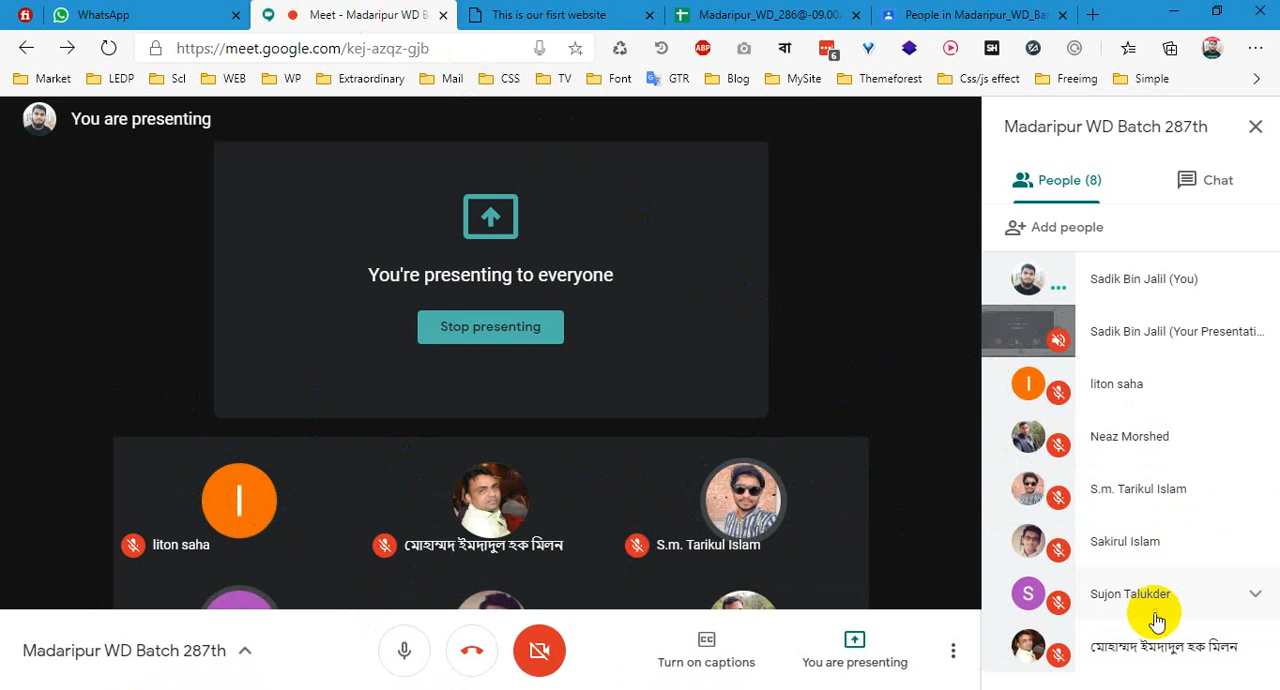 WhatsApp
Meet - Madaripur WD B
This is our fisrt website
Madaripur_WD_286@-09.00
People in Madaripur_WD_Ba
https://meet.google.com/kej-azqz-gjb
ABP
বা
6
SH
Market
LEDP
Scl
WEB
WP
Extraordinary
Mail
CSS
TV
Font
GTR
Blog
MySite
Themeforest
Css/js effect
Freeimg
Simple
You are presenting
You're presenting to everyone
Stop presenting
l
liton saha
মোহাম্মদ ইমদাদুল হক মিলন
S.m. Tarikul Islam
Madaripur WD Batch 287th
Turn on captions
You are presenting
Madaripur WD Batch 287th
People (8)
Chat
Add people
Sadik Bin Jalil (You)
Sadik Bin Jalil (Your Presentati...
l
liton saha
Neaz Morshed
S.m. Tarikul Islam
Sakirul Islam
S
Sujon Talukder
মোহাম্মদ ইমদাদুল হক মিলন